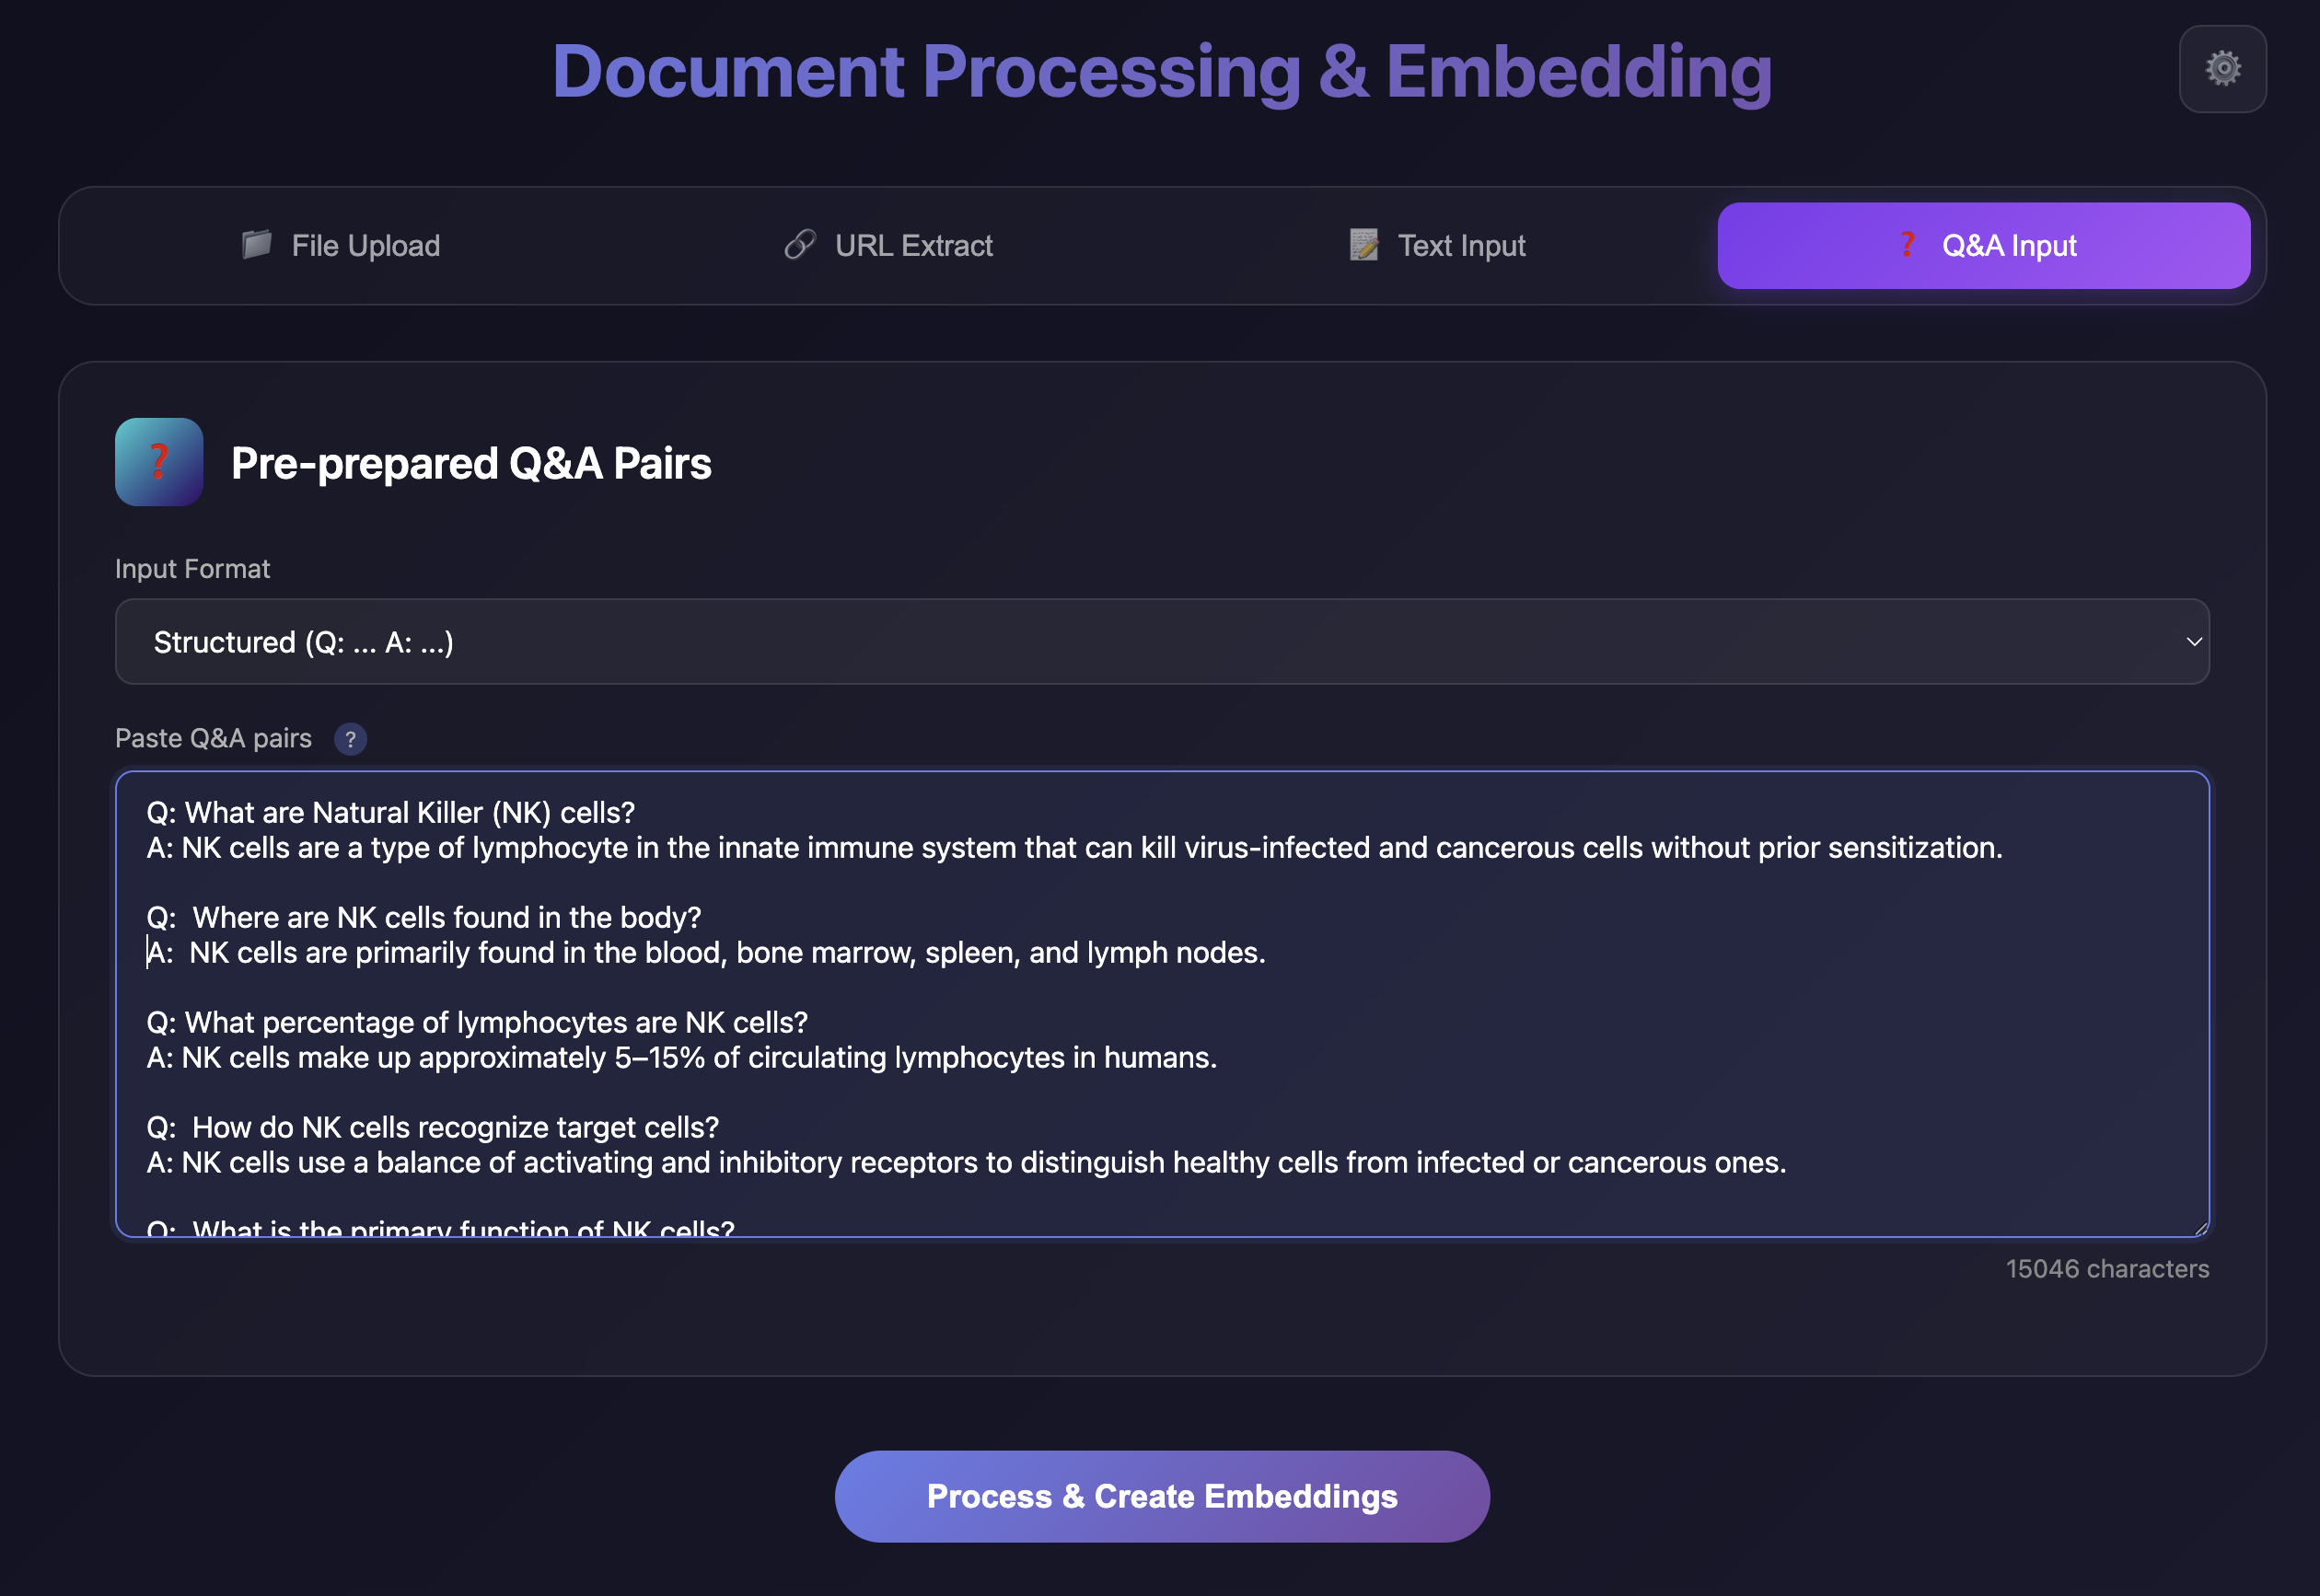 Document Processing & Embedding
File Upload
URL Extract
Text Input
❓ Q&A Input
❓ Pre-prepared Q&A Pairs
Input Format
Structured (Q: ... A: ...)
Paste Q&A pairs ?
Q: What are Natural Killer (NK) cells?
A: NK cells are a type of lymphocyte in the innate immune system that can kill virus-infected and cancerous cells without prior sensitization.
Q:  Where are NK cells found in the body?
A:  NK cells are primarily found in the blood, bone marrow, spleen, and lymph nodes.
Q: What percentage of lymphocytes are NK cells?
A: NK cells make up approximately 5–15% of circulating lymphocytes in humans.
Q:  How do NK cells recognize target cells?
A: NK cells use a balance of activating and inhibitory receptors to distinguish healthy cells from infected or cancerous ones.
Q:  What is the primary function of NK cells?
15046 characters
Process & Create Embeddings